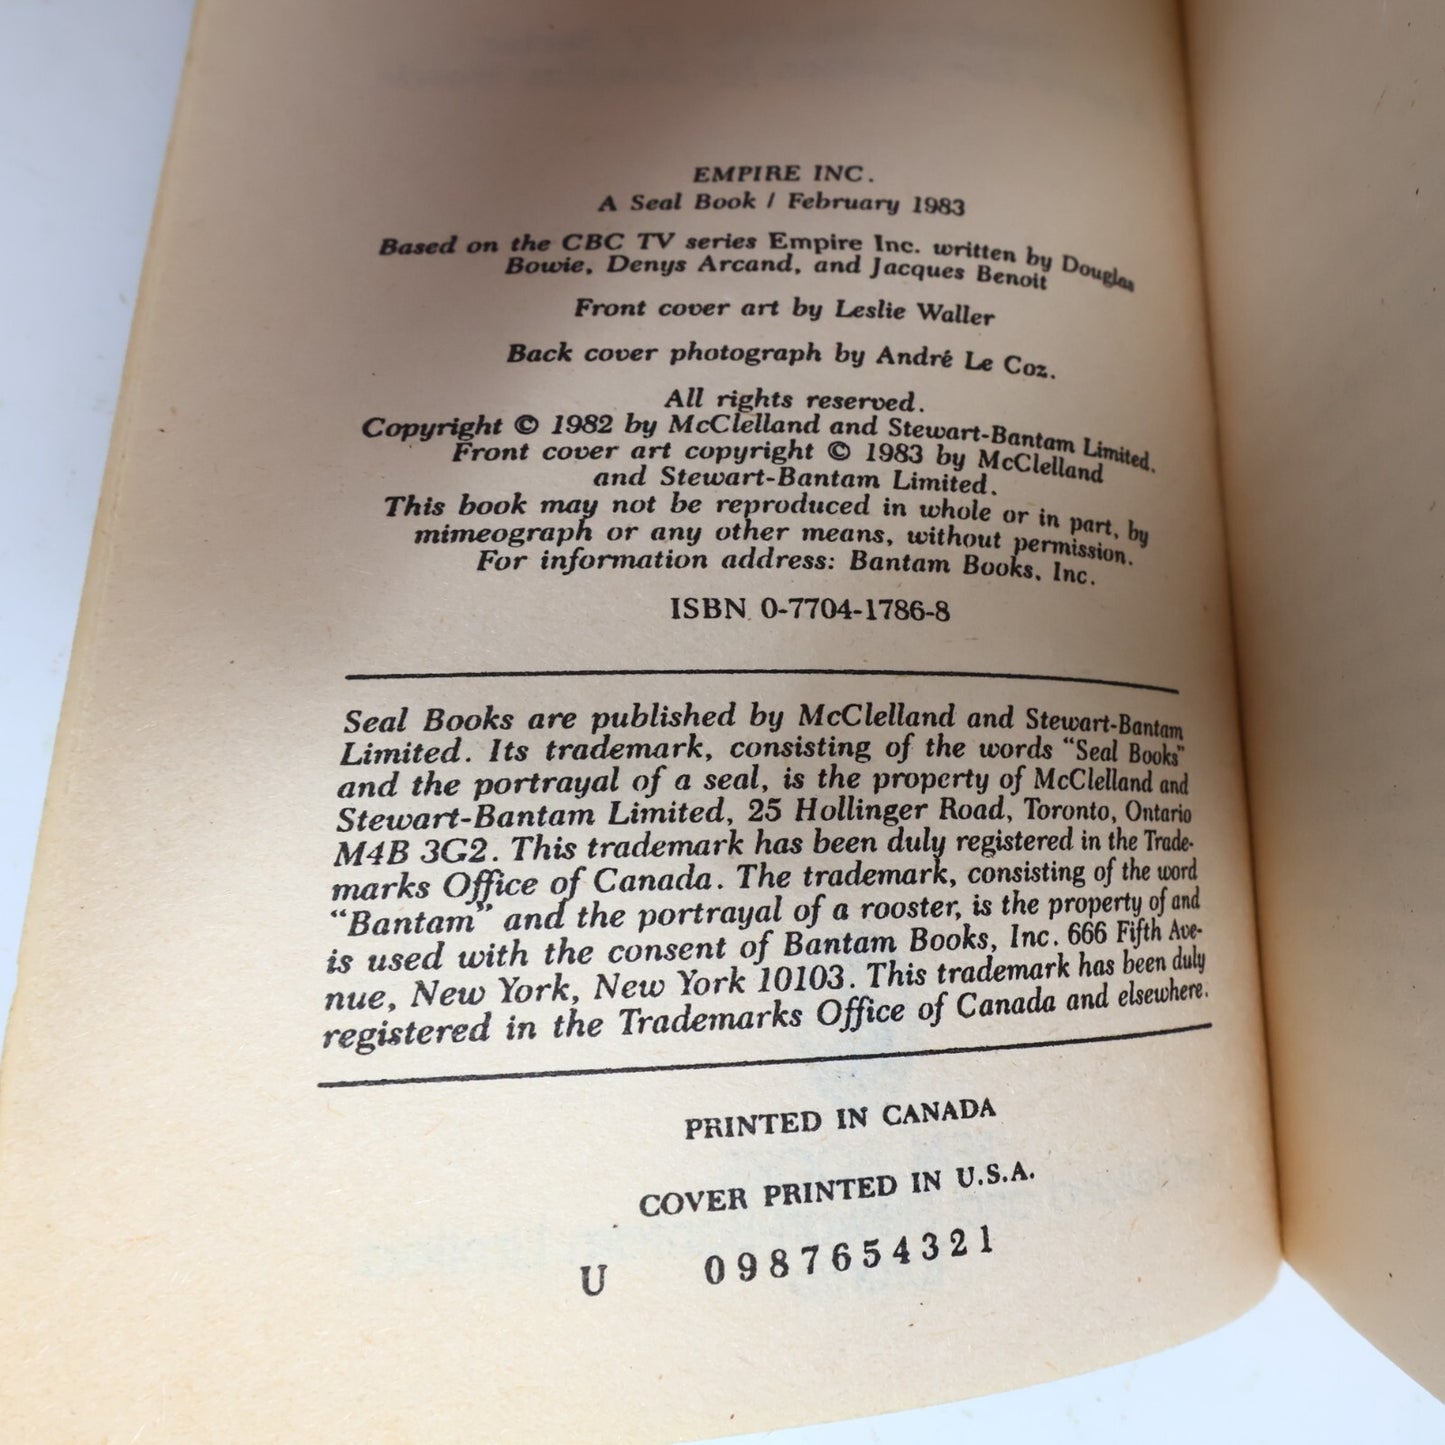 EMPIRE INC.
A Seal Book / February 1983
Based on the CBC TV series Empire Inc. written by Douglas
Bowie, Denys Arcand, and Jacques Benoit
Front cover art by Leslie Waller
Back cover photograph by André Le Coz.
All rights reserved.
Copyright © 1982 by McClelland and Stewart-Bantam Limited.
Front cover art copyright © 1983 by McClelland
and Stewart-Bantam Limited.
This book may not be reproduced in whole or in part, by
mimeograph or any other means, without permission.
For information address: Bantam Books, Inc.
ISBN 0-7704-1786-8
Seal Books are published by McClelland and Stewart-Bantam
Limited. Its trademark, consisting of the words "Seal Books"
and the portrayal of a seal, is the property of McClelland and
Stewart-Bantam Limited, 25 Hollinger Road, Toronto, Ontario
M4B 3G2. This trademark has been duly registered in the Trade-
marks Office of Canada. The trademark, consisting of the word
"Bantam" and the portrayal of a rooster, is the property of and
is used with the consent of Bantam Books, Inc. 666 Fifth Ave-
nue, New York, New York 10103. This trademark has been duly
registered in the Trademarks Office of Canada and elsewhere.
PRINTED IN CANADA
COVER PRINTED IN U.S.A.
U 0 9 8 7 6 5 4 3 2 1